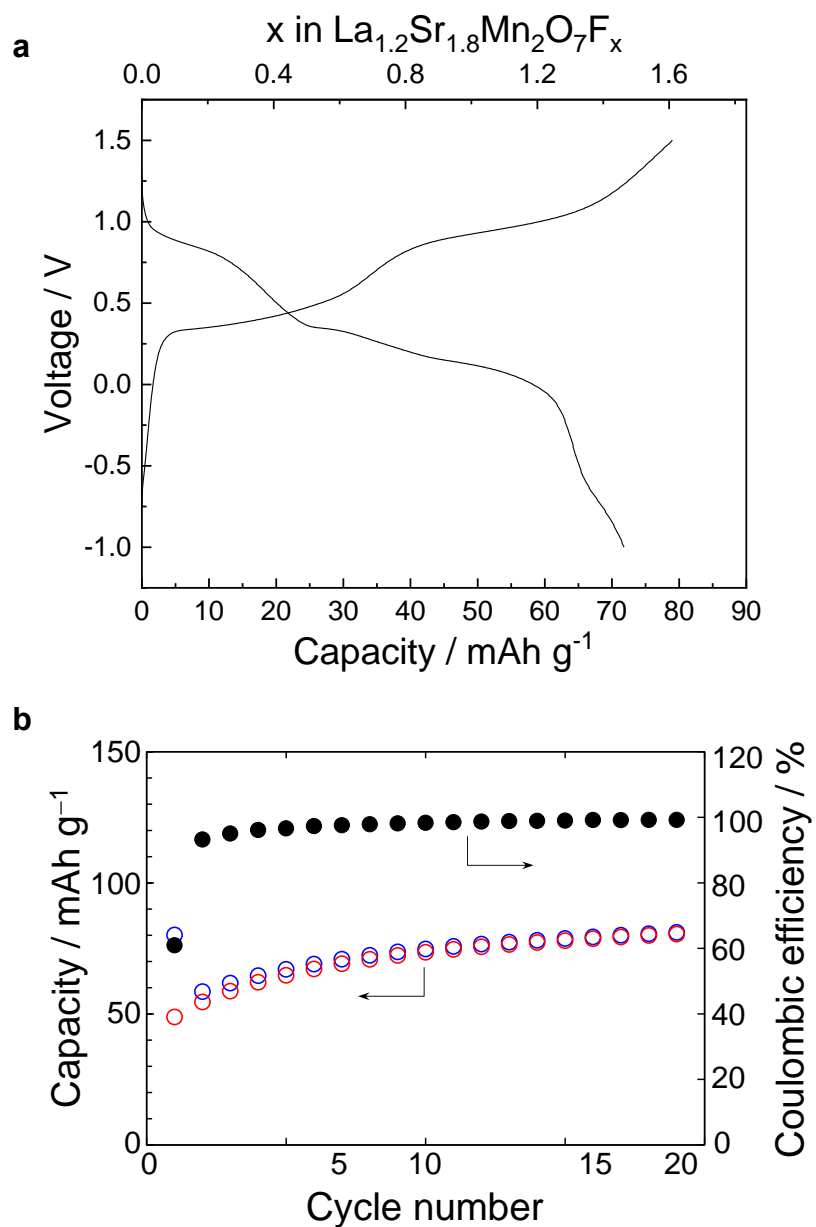 a
x in La1.2Sr1.8Mn2O7Fx
0.0 0.4 0.8 1.2 1.6
Voltage / V
1.5
1.0
0.5
0.0
-0.5
-1.0
0 10 20 30 40 50 60 70 80 90
Capacity / mAh g-1
b
Capacity / mAh g−1
150
100
50
0
120
100
80
60
40
20
0
Coulombic efficiency / %
0 5 10 15 20
Cycle number